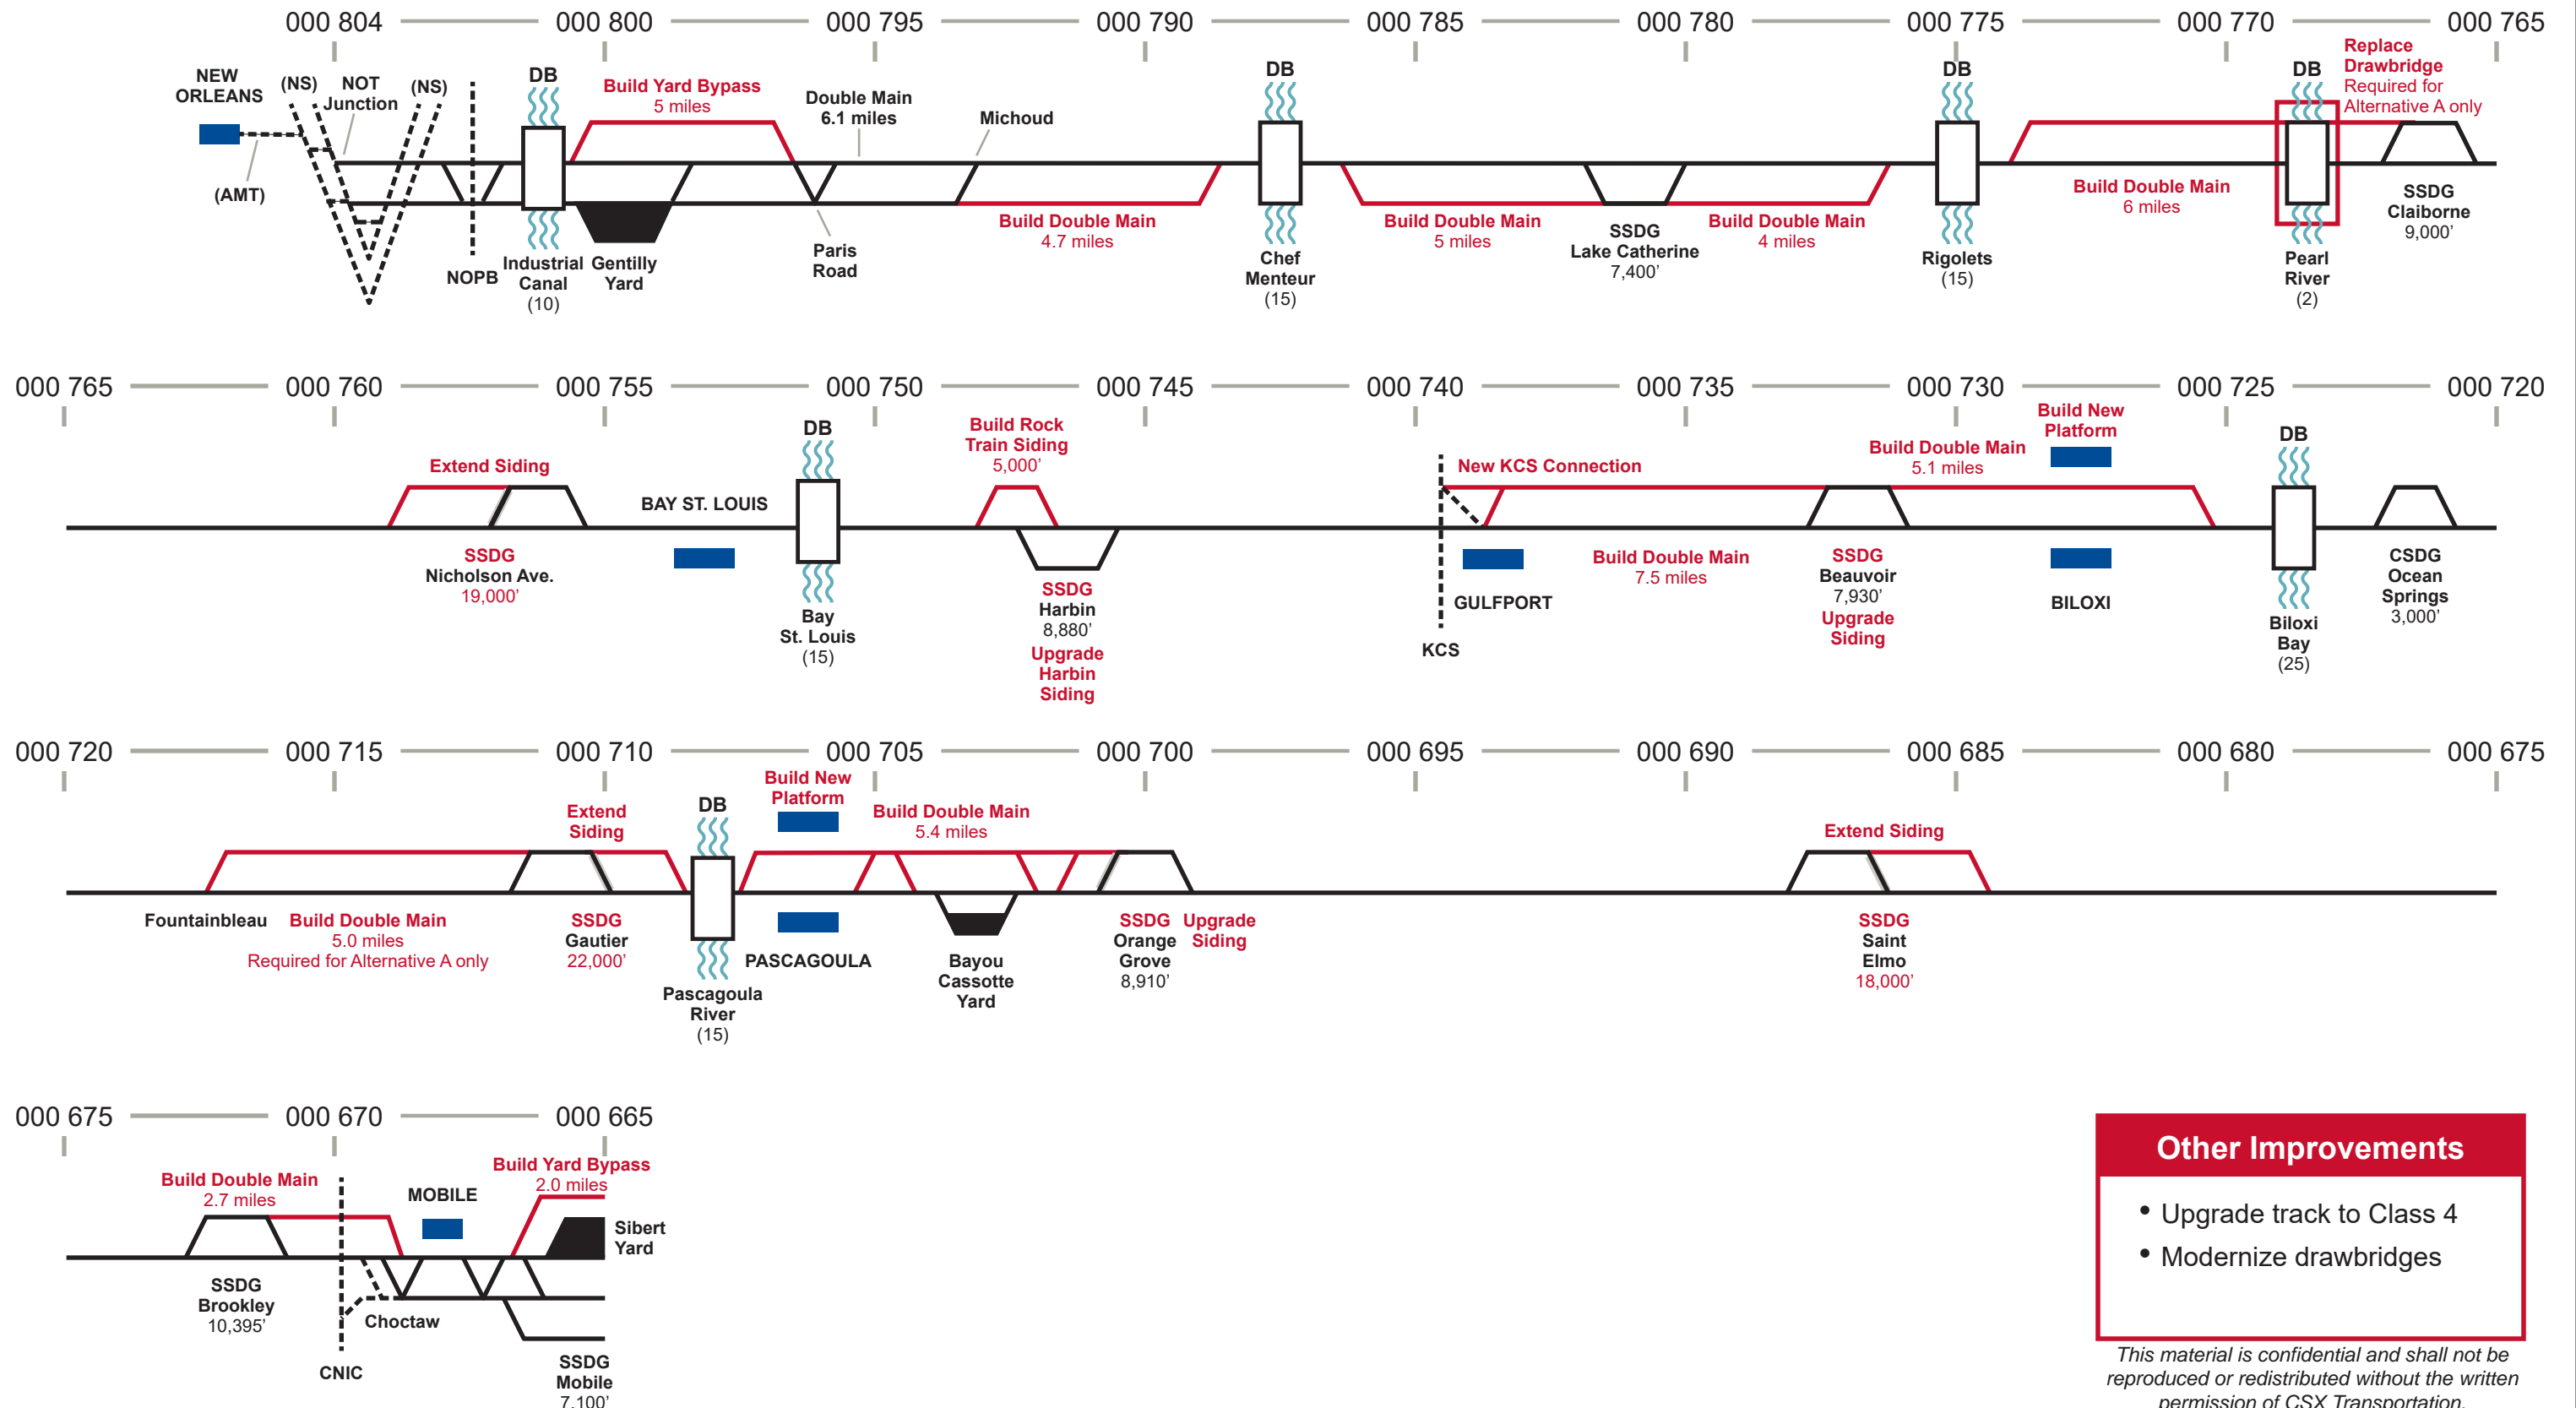 000 804 000 800 000 795 000 790 000 785 000 780 000 775 000 770 000 765
NEW
ORLEANS
(NS)
NOT
Junction
(NS)
(AMT)
NOPB
DB
Industrial
Canal
(10)
Build Yard Bypass
5 miles
Gentilly
Yard
Double Main
6.1 miles
Paris
Road
Michoud
Build Double Main
4.7 miles
DB
Chef
Menteur
(15)
Build Double Main
5 miles
SSDG
Lake Catherine
7,400’
Build Double Main
4 miles
DB
Rigolets
(15)
Build Double Main
6 miles
DB
Pearl
River
(2)
Replace
Drawbridge
Required for
Alternative A only
SSDG
Claiborne
9,000’
000 765 000 760 000 755 000 750 000 745 000 740 000 735 000 730 000 725 000 720
Extend Siding
SSDG
Nicholson Ave.
19,000’
BAY ST. LOUIS
DB
Bay
St. Louis
(15)
Build Rock
Train Siding
5,000’
SSDG
Harbin
8,880’
Upgrade
Harbin
Siding
KCS
New KCS Connection
GULFPORT
Build Double Main
7.5 miles
SSDG
Beauvoir
7,930’
Upgrade
Siding
Build Double Main
5.1 miles
Build New
Platform
BILOXI
DB
Biloxi
Bay
(25)
CSDG
Ocean
Springs
3,000’
000 720 000 715 000 710 000 705 000 700 000 695 000 690 000 685 000 680 000 675
Fountainbleau
Build Double Main
5.0 miles
Required for Alternative A only
Extend
Siding
SSDG
Gautier
22,000’
DB
Pascagoula
River
(15)
Build New
Platform
PASCAGOULA
Build Double Main
5.4 miles
Bayou
Cassotte
Yard
SSDG
Orange
Grove
8,910’
Upgrade
Siding
Extend Siding
SSDG
Saint
Elmo
18,000’
000 675 000 670 000 665
Build Double Main
2.7 miles
SSDG
Brookley
10,395’
CNIC
Choctaw
MOBILE
Build Yard Bypass
2.0 miles
Sibert
Yard
SSDG
Mobile
7,100’
Other Improvements
• Upgrade track to Class 4
• Modernize drawbridges
This material is confidential and shall not be
reproduced or redistributed without the written
permission of CSX Transportation.